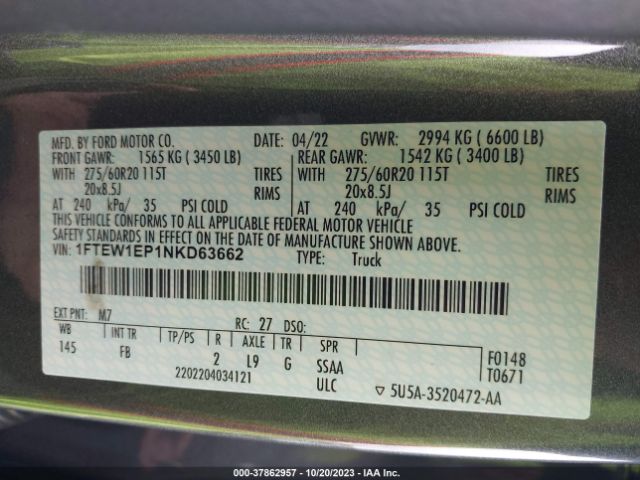 MFD. BY FORD MOTOR CO. DATE: 04/22 GVWR: 2994 KG ( 6600 LB)
FRONT GAWR: 1565 KG ( 3450 LB) REAR GAWR: 1542 KG ( 3400 LB)
WITH 275/60R20 115T TIRES WITH 275/60R20 115T TIRES
20x8.5J RIMS 20x8.5J RIMS
AT 240 kPa/ 35 PSI COLD AT 240 kPa/ 35 PSI COLD
THIS VEHICLE CONFORMS TO ALL APPLICABLE FEDERAL MOTOR VEHICLE
SAFETY STANDARDS IN EFFECT ON THE DATE OF MANUFACTURE SHOWN ABOVE.
VIN: 1FTEW1EP1NKD63662 TYPE: Truck
EXT PNT: M7 RC: 27 DSO:
WB INT TR TP/PS R AXLE TR SPR F0148
145 FB 2 L9 G SSAA T0671
2202204034121 ULC ▽ 5U5A-3520472-AA
000-37862957 - 10/20/2023 - IAA Inc.